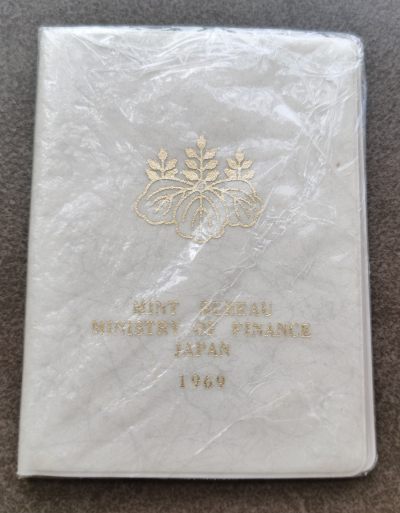 MINT BUREAU
MINISTRY OF FINANCE
JAPAN
1969